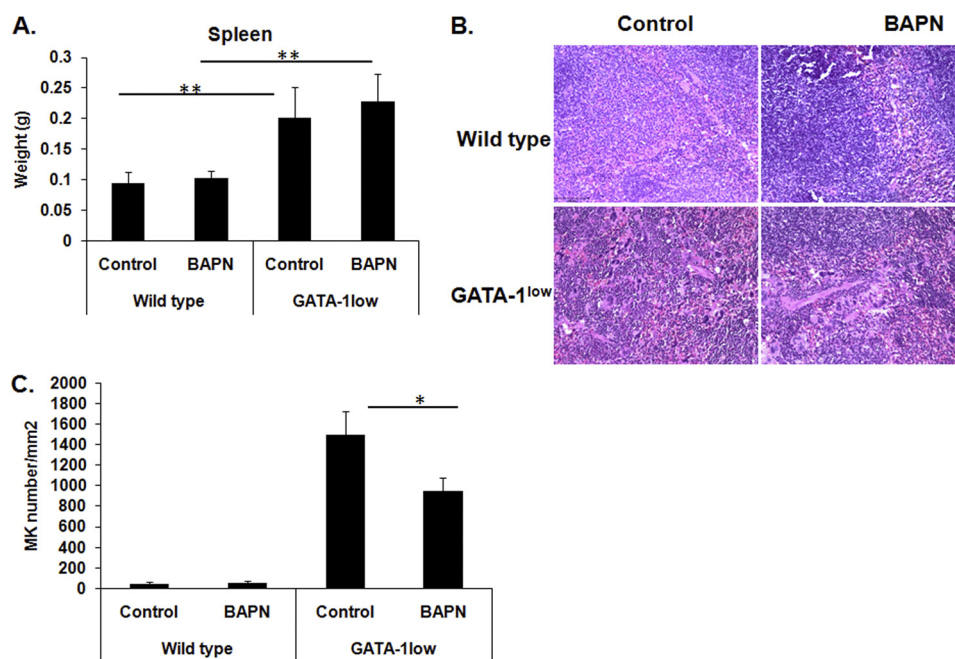 A.
Spleen
**
**
0.3
0.25
0.2
0.15
0.1
0.05
0
Weight (g)
Control BAPN Control BAPN
Wild type GATA-1low
B.
Control BAPN
Wild type
GATA-1low
C.
2000
1800
1600
1400
1200
1000
800
600
400
200
0
MK number/mm2
*
Control BAPN Control BAPN
Wild type GATA-1low